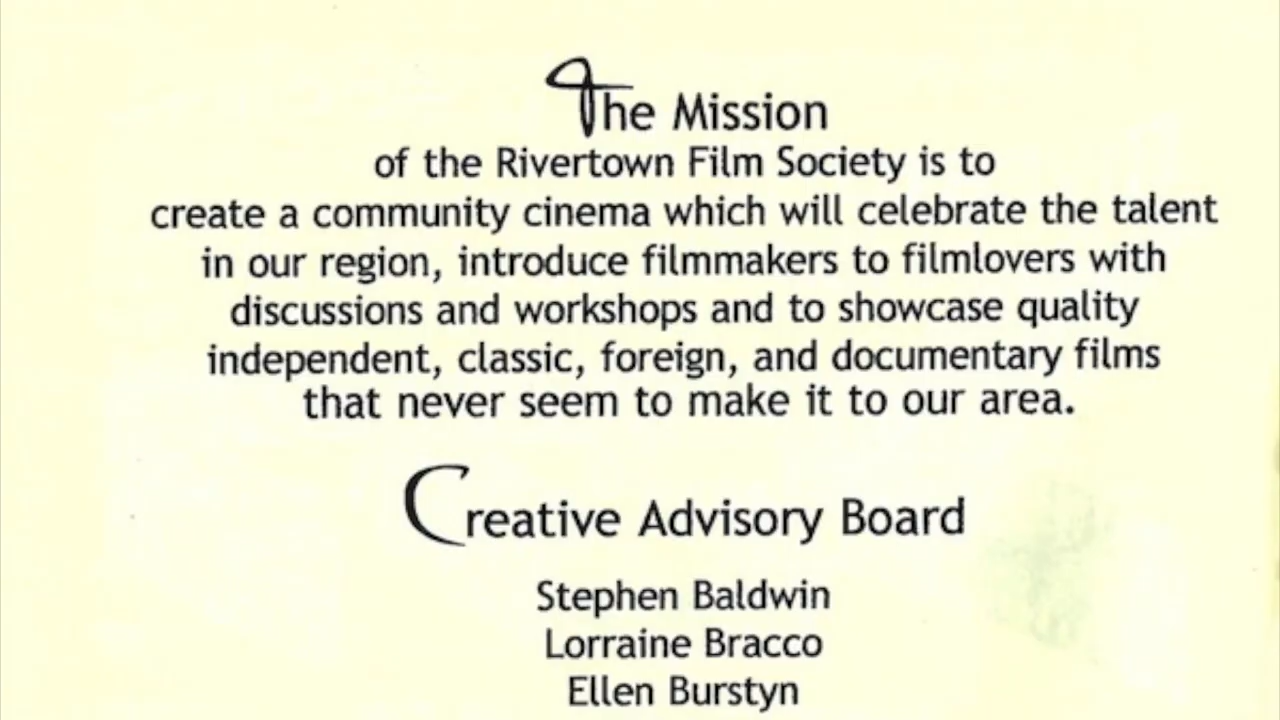 The Mission
of the Rivertown Film Society is to
create a community cinema which will celebrate the talent
in our region, introduce filmmakers to filmlovers with
discussions and workshops and to showcase quality
independent, classic, foreign, and documentary films
that never seem to make it to our area.
Creative Advisory Board
Stephen Baldwin
Lorraine Bracco
Ellen Burstyn